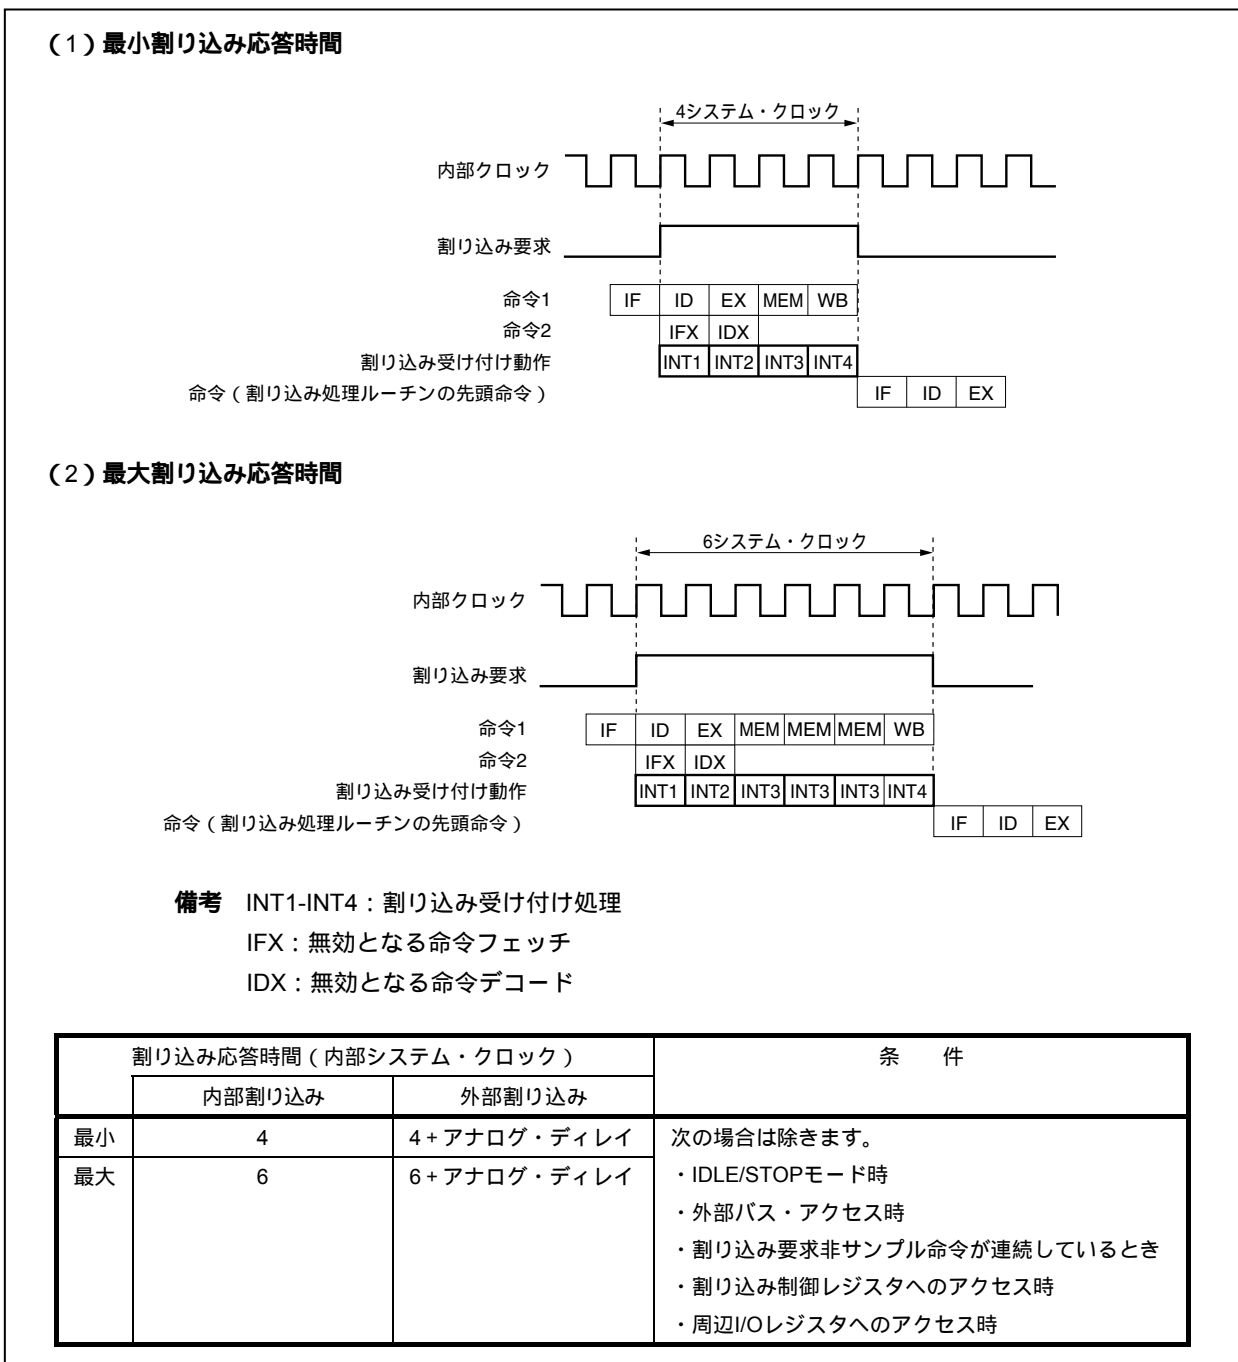 （1）最小割り込み応答時間
4システム・クロック
内部クロック
割り込み要求
命令1 IF ID EX MEM WB
命令2 IFX IDX
割り込み受け付け動作 INT1 INT2 INT3 INT4
命令（割り込み処理ルーチンの先頭命令） IF ID EX
（2）最大割り込み応答時間
6システム・クロック
内部クロック
割り込み要求
命令1 IF ID EX MEM MEM MEM WB
命令2 IFX IDX
割り込み受け付け動作 INT1 INT2 INT3 INT3 INT3 INT4
命令（割り込み処理ルーチンの先頭命令） IF ID EX
備考 INT1-INT4：割り込み受け付け処理
IFX：無効となる命令フェッチ
IDX：無効となる命令デコード
割り込み応答時間（内部システム・クロック） 条 件
内部割り込み 外部割り込み
最小 4 4+アナログ・ディレイ 次の場合は除きます。
最大 6 6+アナログ・ディレイ ・IDLE/STOPモード時
・外部バス・アクセス時
・割り込み要求非サンプル命令が連続しているとき
・割り込み制御レジスタへのアクセス時
・周辺I/Oレジスタへのアクセス時